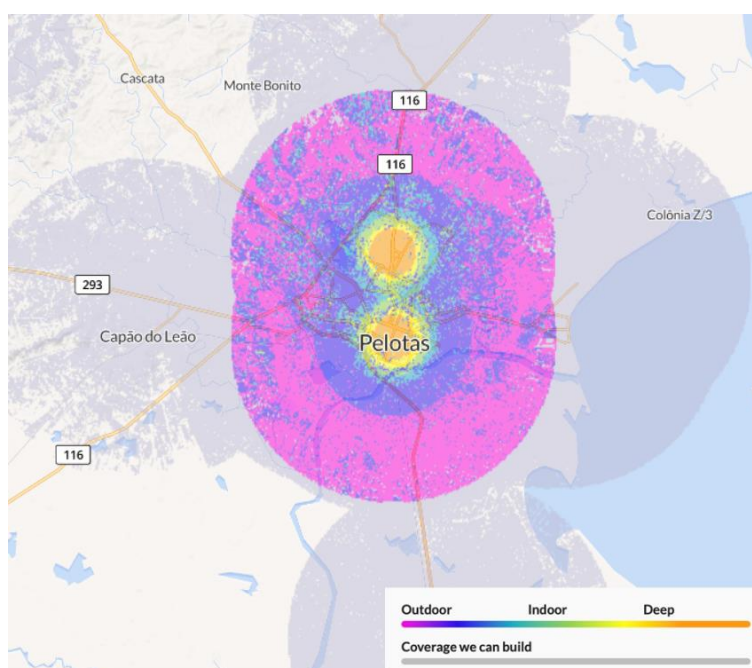 Cascata
Monte Bonito
116
116
Colônia Z/3
293
Capão do Leão
Pelotas
116
Outdoor Indoor Deep
Coverage we can build